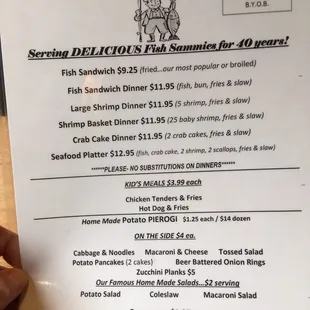 B.Y.O.B.
Serving DELICIOUS Fish Sammies for 40 years!
Fish Sandwich $9.25 (fried...our most popular or broiled)
Fish Sandwich Dinner $11.95 (fish, bun, fries & slaw)
Large Shrimp Dinner $11.95 (5 shrimp, fries & slaw)
Shrimp Basket Dinner $11.95 (25 baby shrimp, fries & slaw)
Crab Cake Dinner $11.95 (2 crab cakes, fries & slaw)
Seafood Platter $12.95 (fish, crab cake, 2 shrimp, 2 scallops, fries & slaw)
******PLEASE- NO SUBSTITUTIONS ON DINNERS******
KID'S MEALS $3.99 each
Chicken Tenders & Fries
Hot Dog & Fries
Home Made Potato PIEROGI $1.25 each / $14 dozen
ON THE SIDE $4 ea.
Cabbage & Noodles Macaroni & Cheese Tossed Salad
Potato Pancakes (2 cakes) Beer Battered Onion Rings
Zucchini Planks $5
Our Famous Home Made Salads...$2 serving
Potato Salad Coleslaw Macaroni Salad